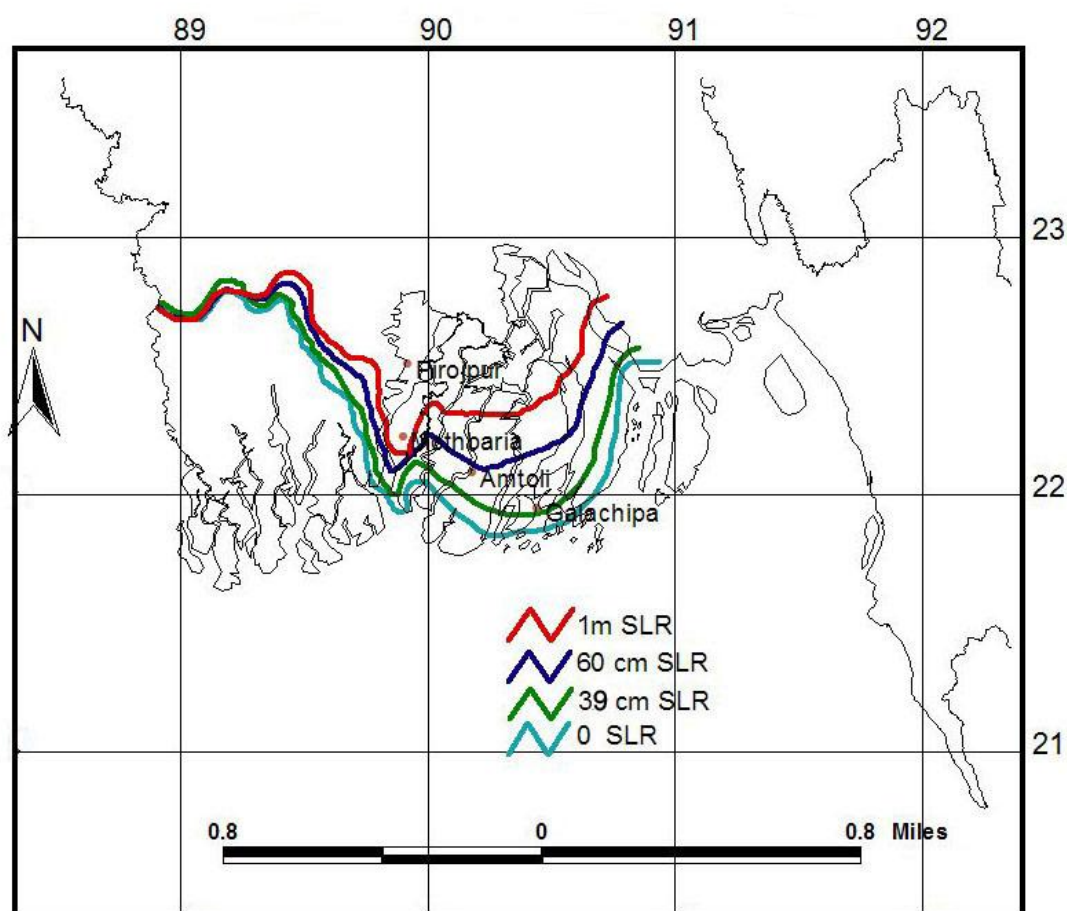 89 90 91 92
23
N
Pirojpur
Mothbaria
Amtoli
22
Galachipa
1m SLR
60 cm SLR
39 cm SLR
0 SLR
21
0.8 0 0.8 Miles